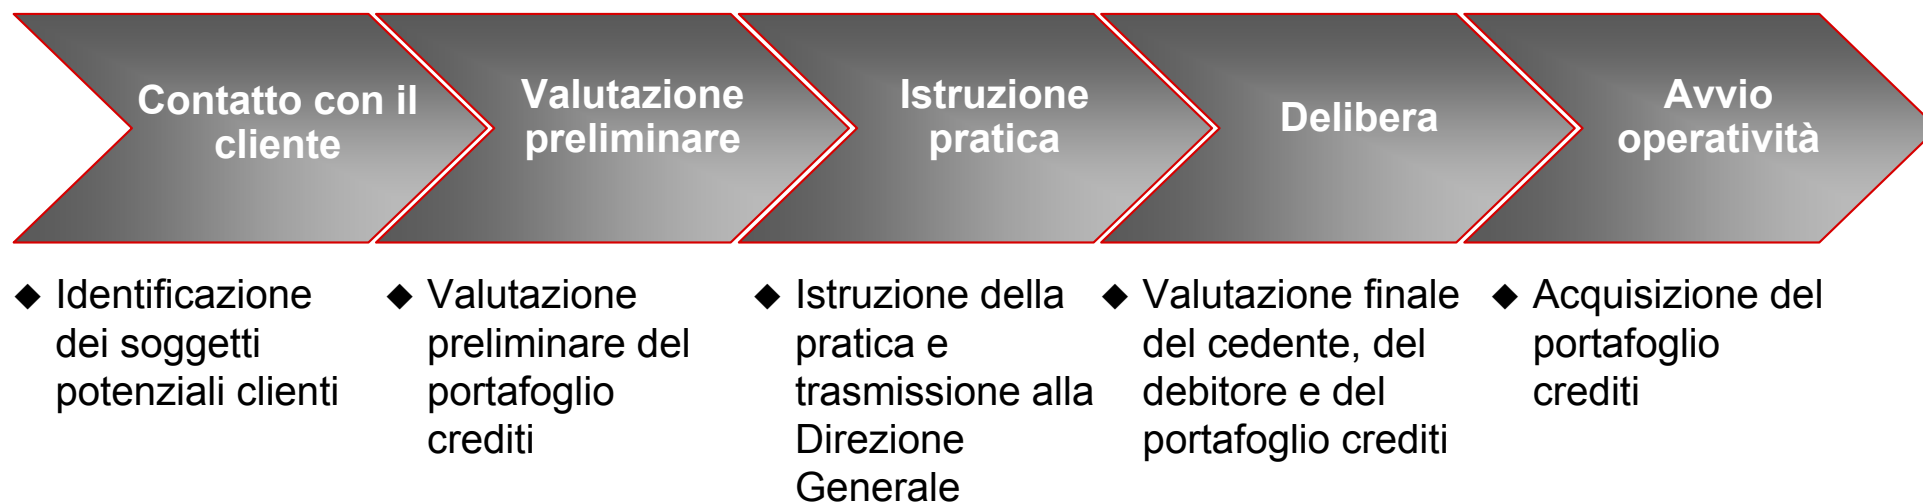 Contatto con il
cliente
Valutazione
preliminare
Istruzione
pratica
Delibera
Avvio
operatività
◆ Identificazione
dei soggetti
potenziali clienti
◆ Valutazione
preliminare del
portafoglio
crediti
◆ Istruzione della
pratica e
trasmissione alla
Direzione
Generale
◆ Valutazione finale
del cedente, del
debitore e del
portafoglio crediti
◆ Acquisizione del
portafoglio
crediti